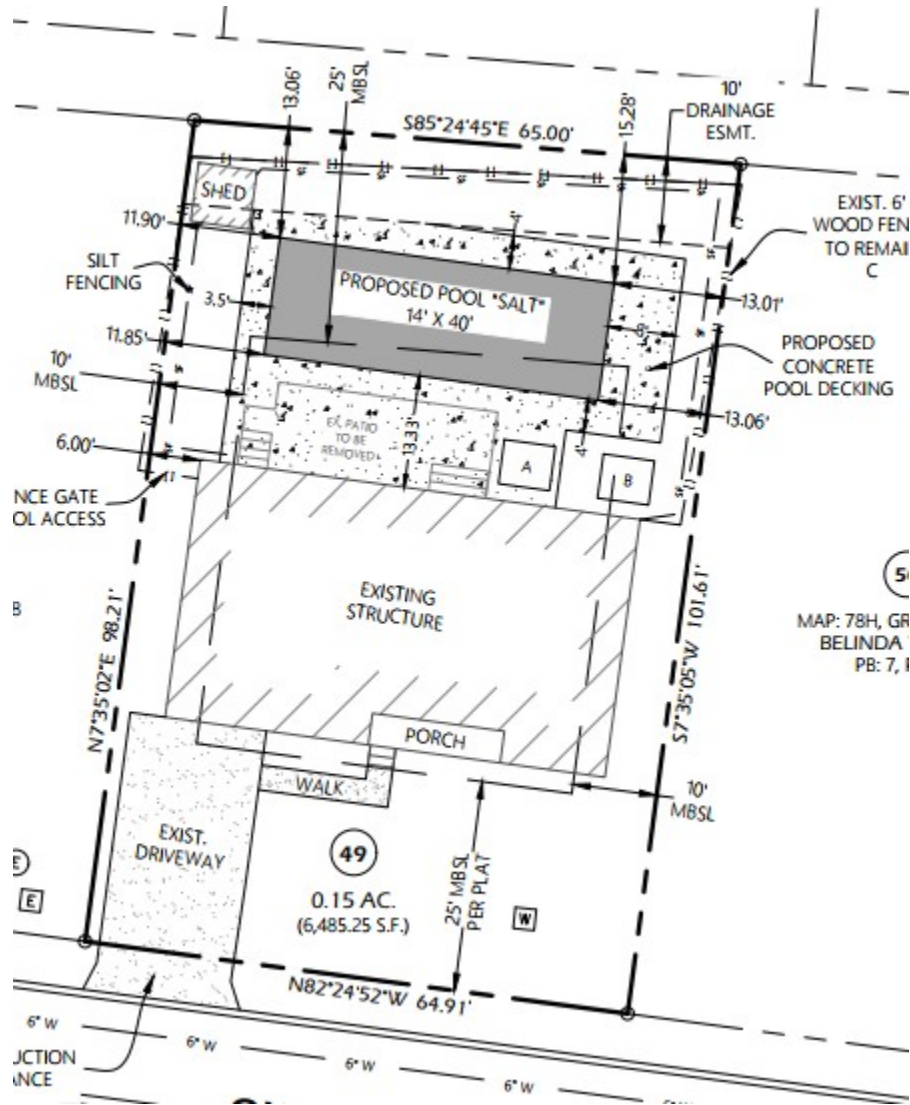 13.06'
25'
MBSL
S85°24'45"E 65.00'
15.28'
10'
DRAINAGE
ESMT.
SHED
4'
EXIST. 6'
WOOD FEN
TO REMAI
C
11.90'
SILT
FENCING
3.5'
PROPOSED POOL "SALT"
14' X 40'
13.01'
8'
11.85'
10'
MBSL
PROPOSED
CONCRETE
POOL DECKING
13.06'
6.00'
EX. PATIO
TO BE
REMOVED
13.33'
4'
A
B
NCE GATE
OL ACCESS
EXISTING
STRUCTURE
B
N7°35'02"E 98.21'
S7°35'05"W 101.61'
5
MAP: 78H, GR
BELINDA
PB: 7,
PORCH
WALK
10'
MBSL
EXIST.
DRIVEWAY
49
0.15 AC.
(6,485.25 S.F.)
25' MBSL
PER PLAT
E
E
W
N82°24'52"W 64.91'
6" W
6" W
6" W
6" W
UCTION
ANCE